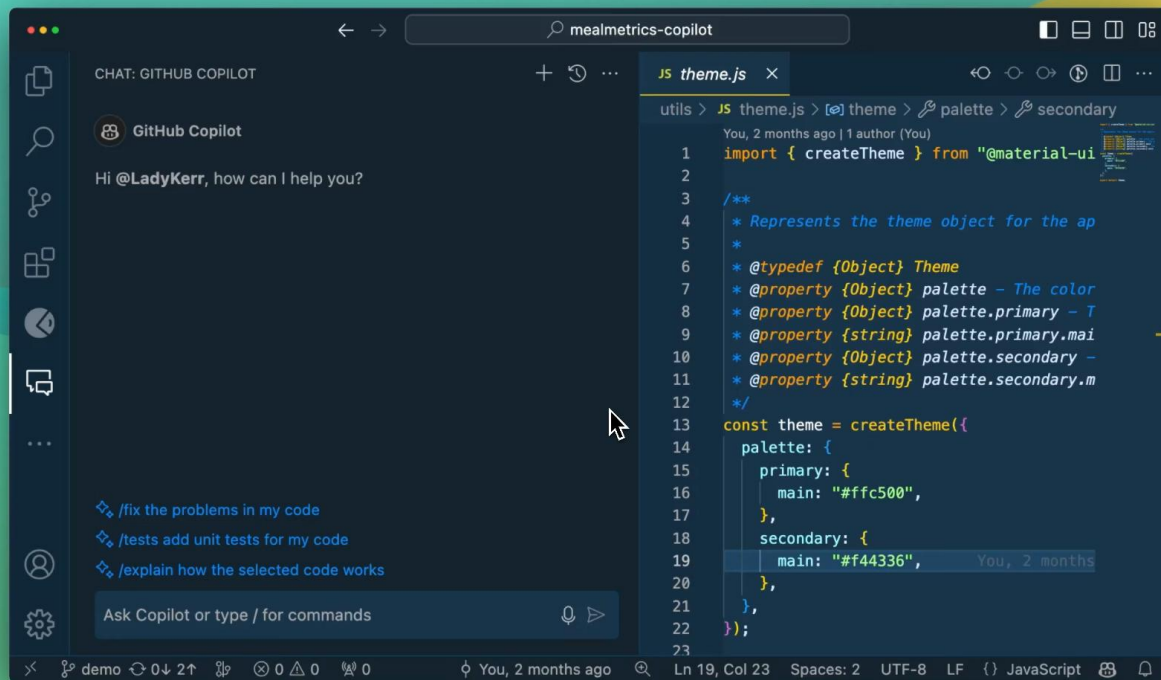 mealmetrics-copilot
CHAT: GITHUB COPILOT
GitHub Copilot
Hi @LadyKerr, how can I help you?
/fix the problems in my code
/tests add unit tests for my code
/explain how the selected code works
Ask Copilot or type / for commands
JS theme.js
utils > JS theme.js > theme > palette > secondary
You, 2 months ago | 1 author (You)
1 import { createTheme } from "@material-ui
2
3 /**
4 * Represents the theme object for the ap
5 *
6 * @typedef {Object} Theme
7 * @property {Object} palette – The color
8 * @property {Object} palette.primary – T
9 * @property {string} palette.primary.mai
10 * @property {Object} palette.secondary –
11 * @property {string} palette.secondary.m
12 */
13 const theme = createTheme({
14 palette: {
15 primary: {
16 main: "#ffc500",
17 },
18 secondary: {
19 main: "#f44336", You, 2 months
20 },
21 },
22 });
23
demo 0↓ 2↑ 0 0 0 You, 2 months ago Ln 19, Col 23 Spaces: 2 UTF-8 LF {} JavaScript